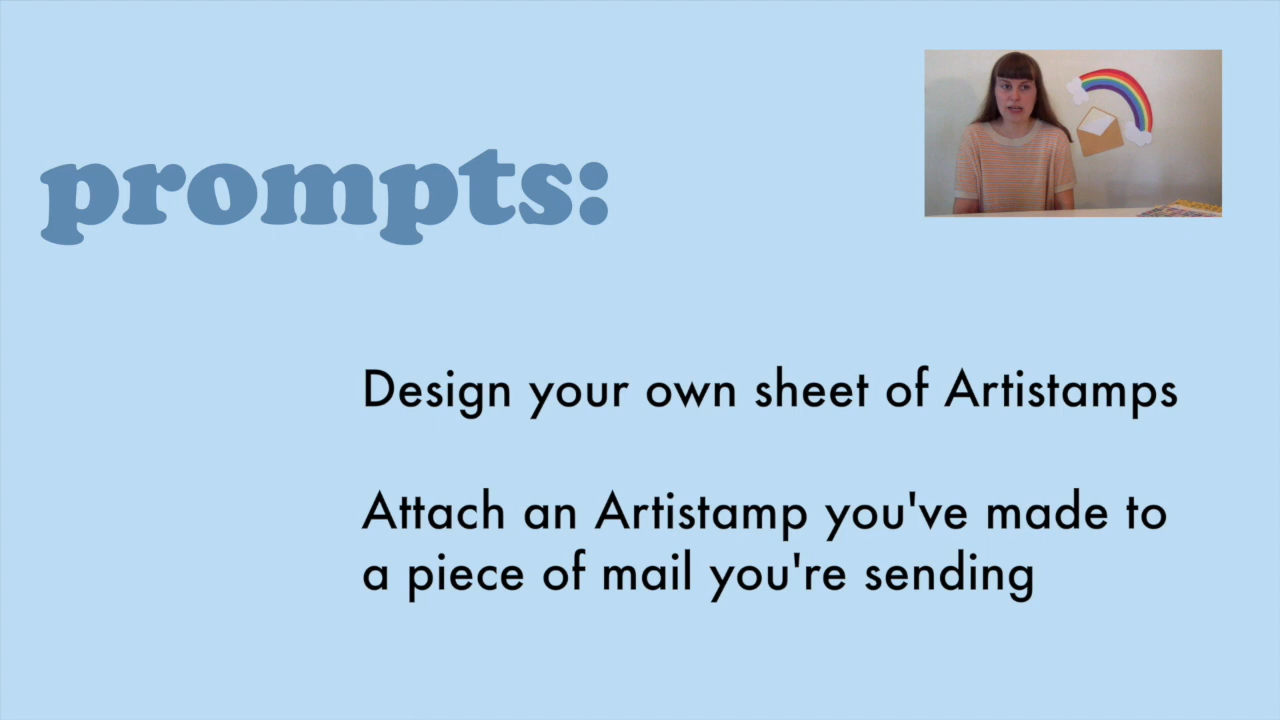 prompts:
Design your own sheet of Artistamps
Attach an Artistamp you've made to
a piece of mail you're sending